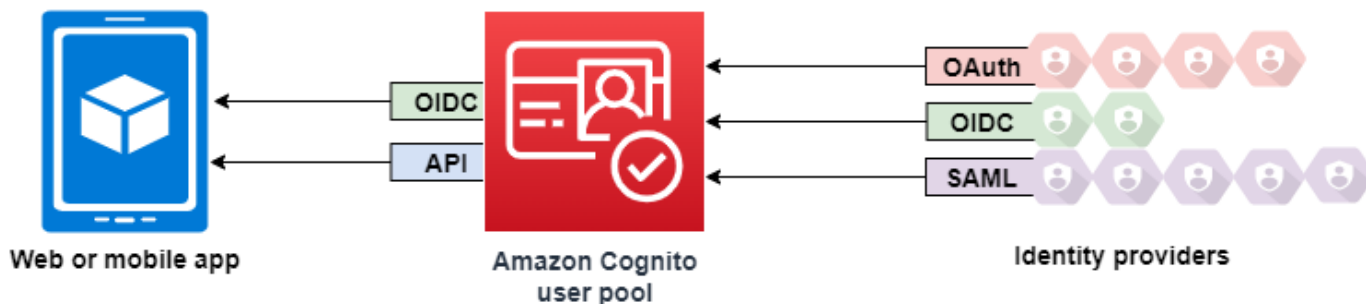 OAuth
OIDC
OIDC
API
SAML
Web or mobile app
Amazon Cognito
user pool
Identity providers